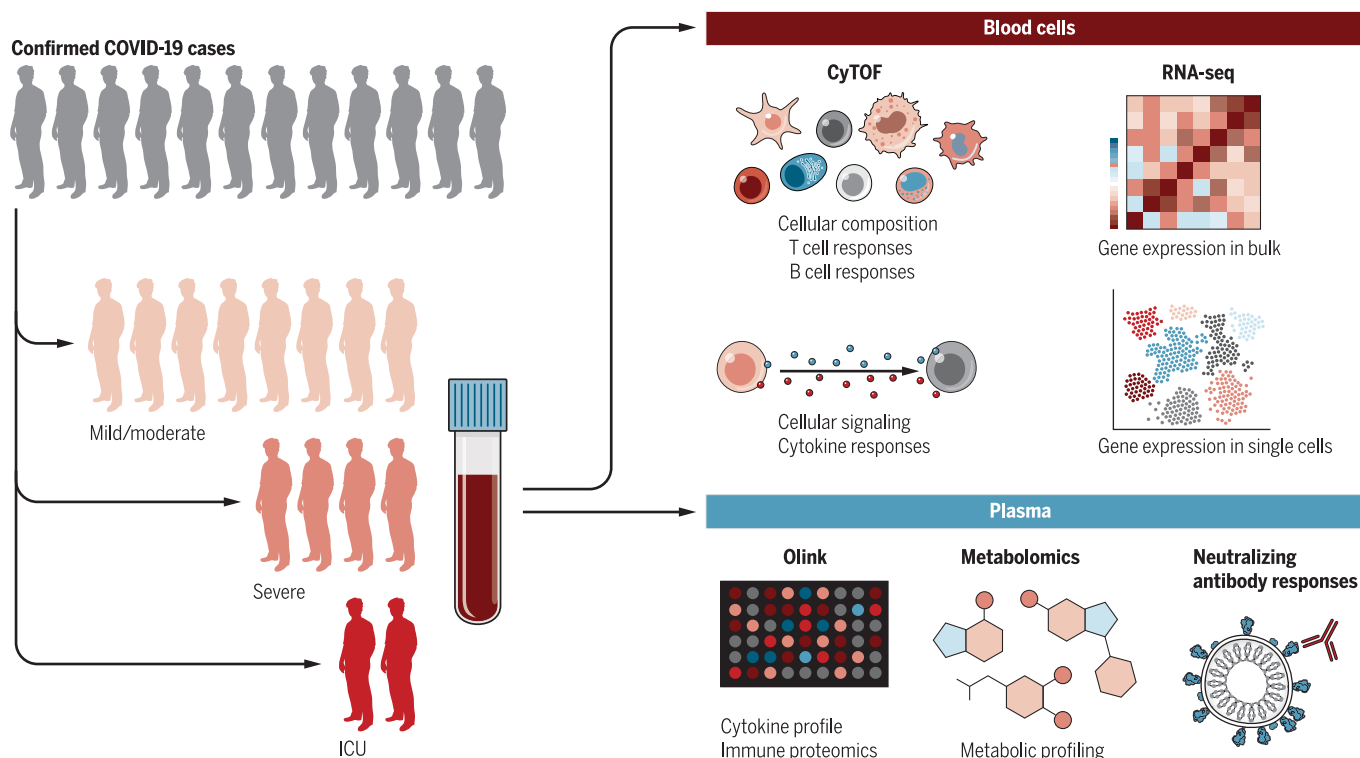 Confirmed COVID-19 cases
Mild/moderate
Severe
ICU
Blood cells
CyTOF
Cellular composition
T cell responses
B cell responses
Cellular signaling
Cytokine responses
RNA-seq
Gene expression in bulk
Gene expression in single cells
Plasma
Olink
Cytokine profile
Immune proteomics
Metabolomics
Metabolic profiling
Neutralizing
antibody responses